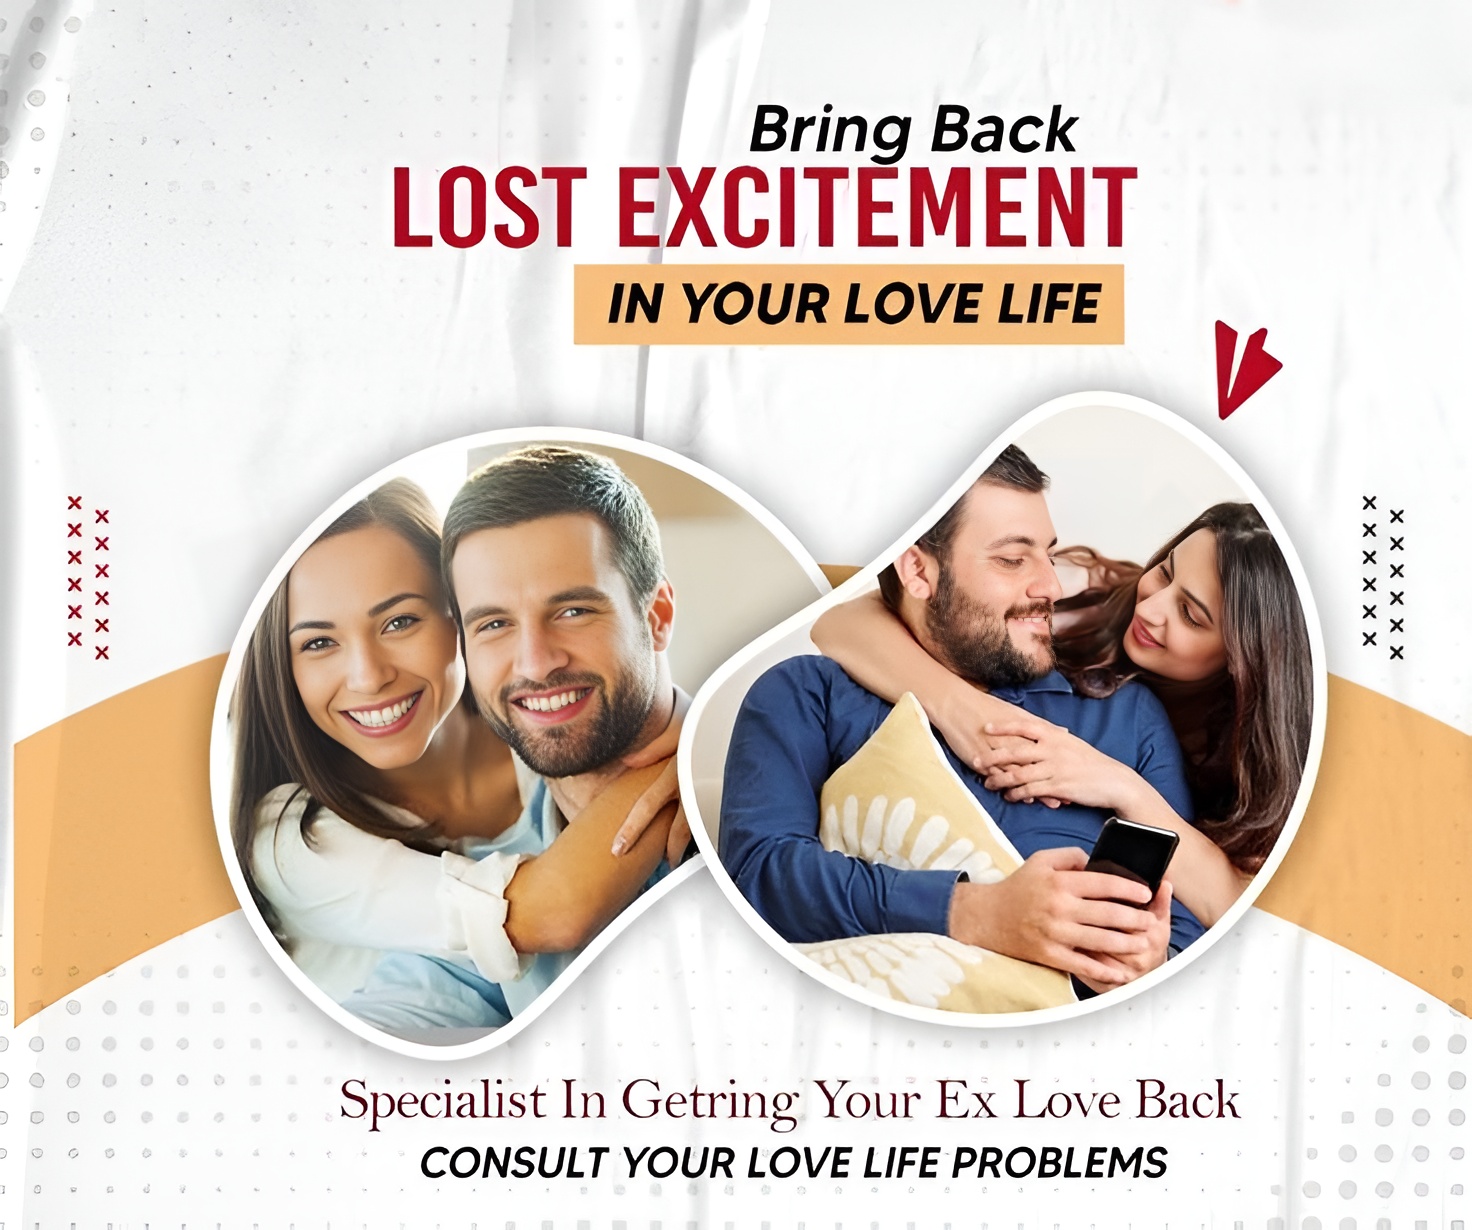 Bring Back
LOST EXCITEMENT
IN YOUR LOVE LIFE
Specialist In Getring Your Ex Love Back
CONSULT YOUR LOVE LIFE PROBLEMS